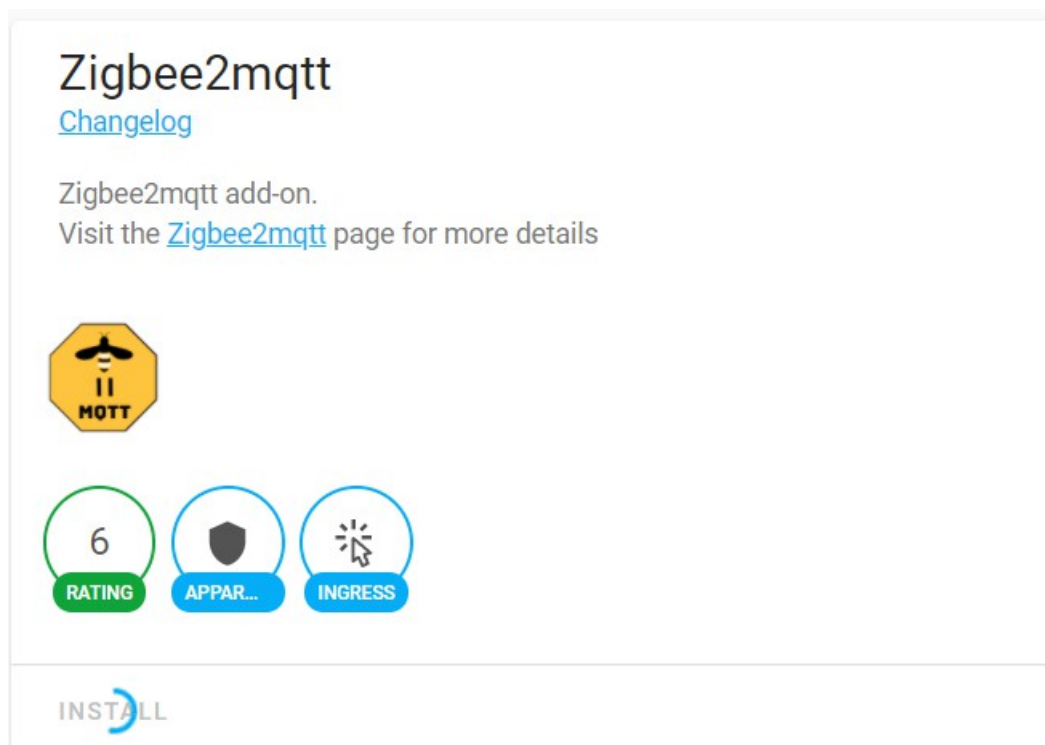 Zigbee2mqtt
Changelog
Zigbee2mqtt add-on.
Visit the Zigbee2mqtt page for more details
MQTT
6
RATING
APPAR...
INGRESS
INSTALL